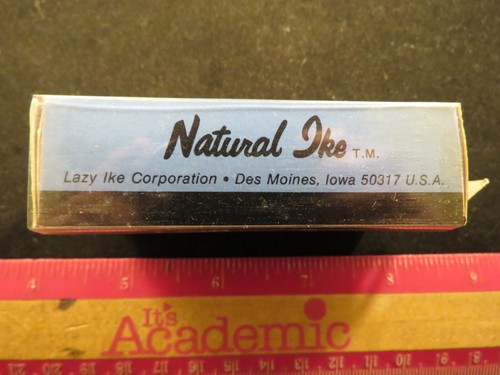 Natural Ike T.M.
Lazy Ike Corporation • Des Moines, Iowa 50317 U.S.A.
4 5 6 7 8 9
It's
Academic